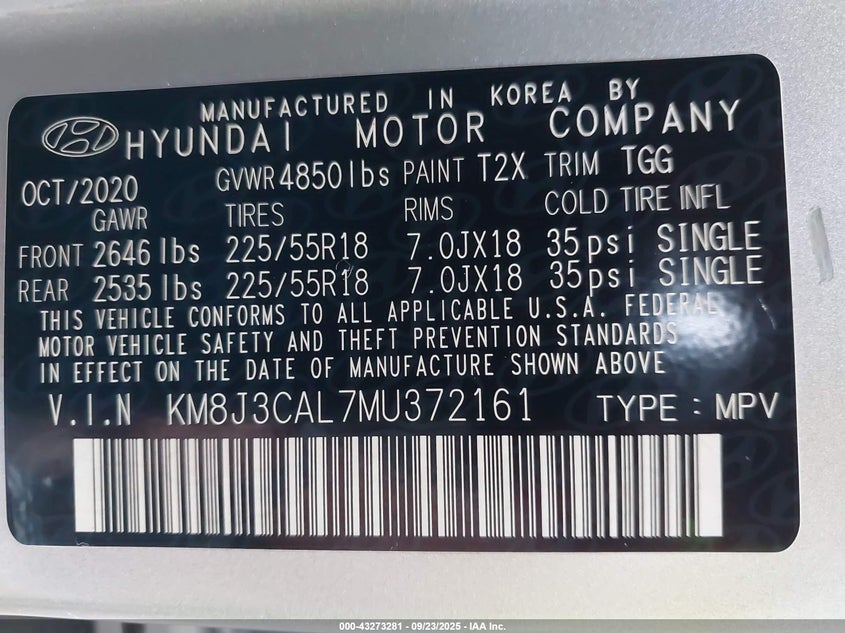 MANUFACTURED IN KOREA BY
HYUNDAI MOTOR COMPANY
OCT/2020 GVWR 4850lbs PAINT T2X TRIM TGG
GAWR TIRES RIMS COLD TIRE INFL
FRONT 2646 lbs 225/55R18 7.0JX18 35psi SINGLE
REAR 2535 lbs 225/55R18 7.0JX18 35psi SINGLE
THIS VEHICLE CONFORMS TO ALL APPLICABLE U.S.A. FEDERAL
MOTOR VEHICLE SAFETY AND THEFT PREVENTION STANDARDS
IN EFFECT ON THE DATE OF MANUFACTURE SHOWN ABOVE
V.I.N KM8J3CAL7MU372161 TYPE: MPV
000-43273281 - 09/23/2025 - IAA Inc.